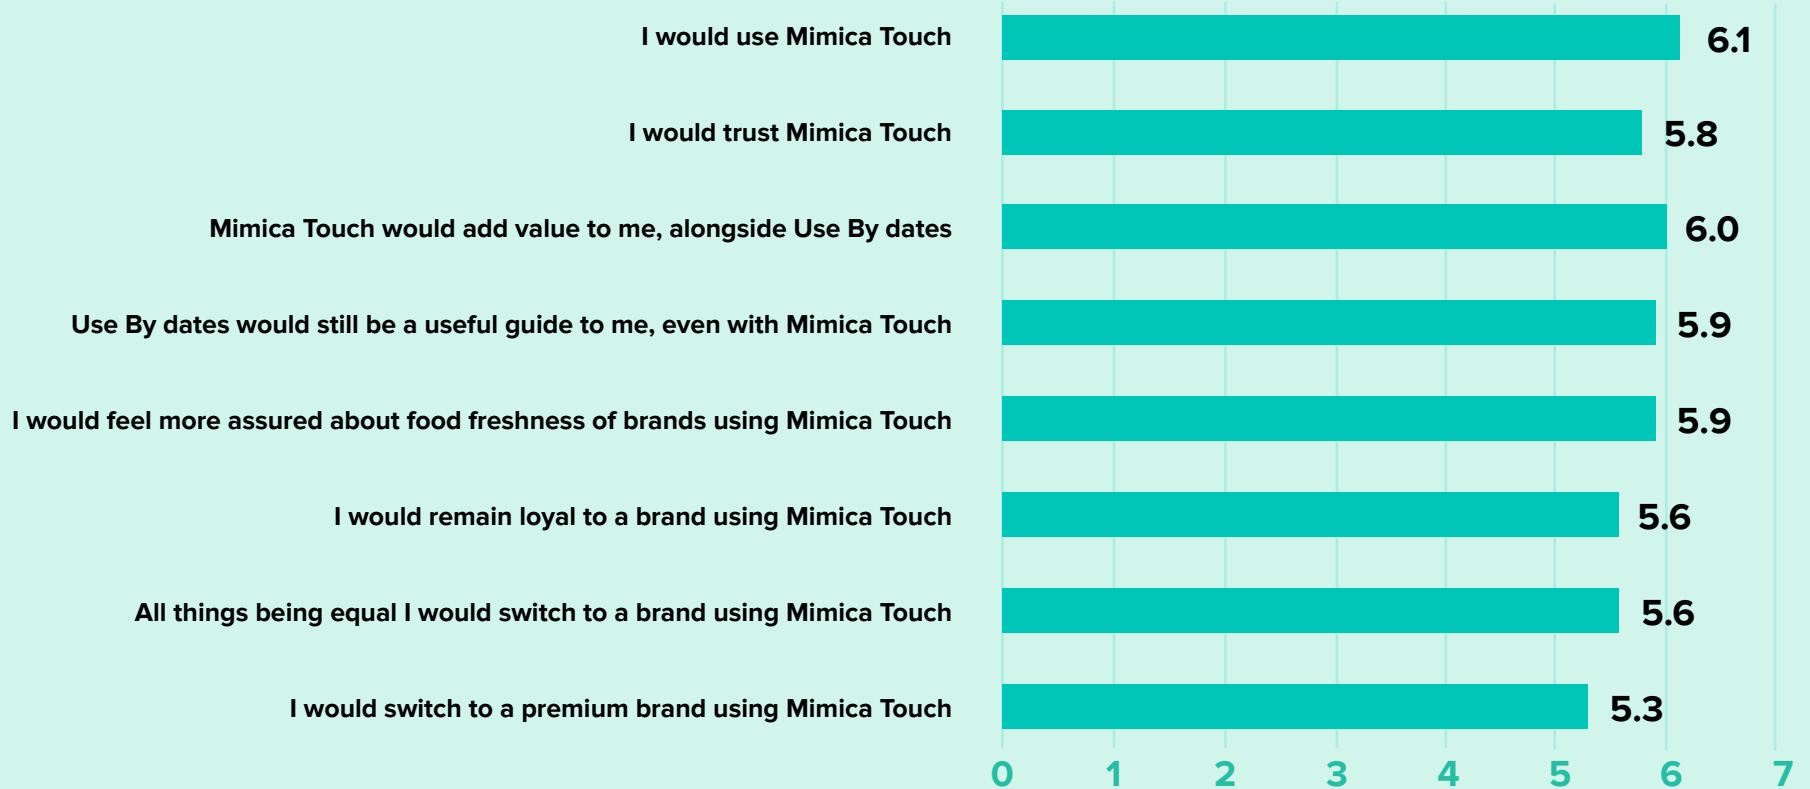 I would use Mimica Touch 6.1
I would trust Mimica Touch 5.8
Mimica Touch would add value to me, alongside Use By dates 6.0
Use By dates would still be a useful guide to me, even with Mimica Touch 5.9
I would feel more assured about food freshness of brands using Mimica Touch 5.9
I would remain loyal to a brand using Mimica Touch 5.6
All things being equal I would switch to a brand using Mimica Touch 5.6
I would switch to a premium brand using Mimica Touch 5.3
0 1 2 3 4 5 6 7